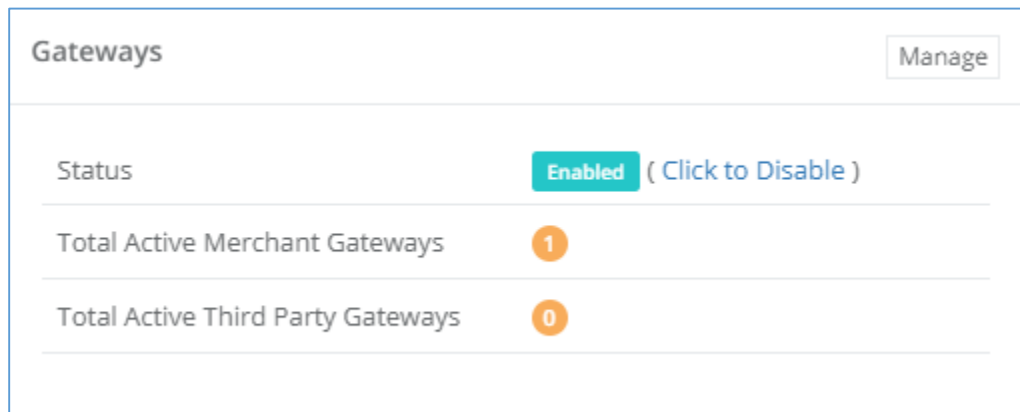 Gateways
Manage
Status Enabled ( Click to Disable )
Total Active Merchant Gateways 1
Total Active Third Party Gateways 0